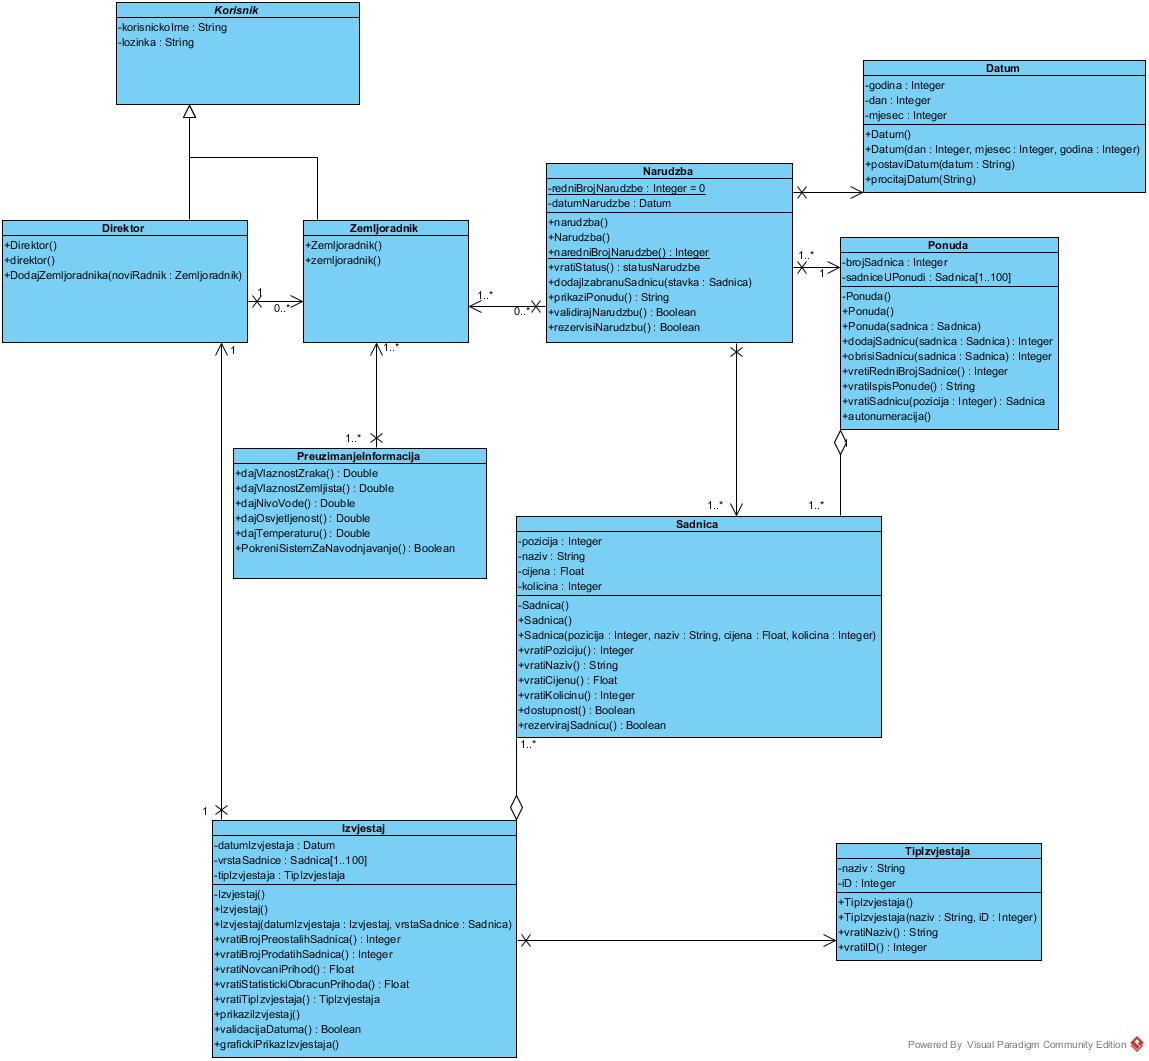 Korisnik
-korisnickoIme : String
-lozinka : String
Datum
-godina : Integer
-dan : Integer
-mjesec : Integer
+Datum()
+Datum(dan : Integer, mjesec : Integer, godina : Integer)
+postaviDatum(datum : String)
+procitajDatum(String)
Narudzba
-redniBrojNarudzbe : Integer = 0
-datumNarudzbe : Datum
+narudzba()
+Narudzba()
+naredniBrojNarudzbe() : Integer
+vratiStatus() : statusNarudzbe
+dodajIzabranuSadnicu(stavka : Sadnica)
+prikaziPonudu() : String
+validirajNarudzbu() : Boolean
+rezervisiNarudzbu() : Boolean
Direktor
+Direktor()
+direktor()
+DodajZemljoradnika(noviRadnik : Zemljoradnik)
Zemljoradnik
+Zemljoradnik()
+zemljoradnik()
1
0..*
1..*
0..*
1..*
1
Ponuda
-brojSadnica : Integer
-sadniceUPonudi : Sadnica[1..100]
-Ponuda()
+Ponuda()
+Ponuda(sadnica : Sadnica)
+dodajSadnicu(sadnica : Sadnica) : Integer
+obrisiSadnicu(sadnica : Sadnica) : Integer
+vretiRedniBrojSadnice() : Integer
+vratiIspisPonude() : String
+vratiSadnicu(pozicija : Integer) : Sadnica
+autonumeracija()
1
1..*
1..*
1
PreuzimanjeInformacija
+dajVlaznostZraka() : Double
+dajVlaznostZemljista() : Double
+dajNivoVode() : Double
+dajOsvjetljenost() : Double
+dajTemperaturu() : Double
+PokreniSistemZaNavodnjavanje() : Boolean
1..*
1..*
Sadnica
-pozicija : Integer
-naziv : String
-cijena : Float
-kolicina : Integer
-Sadnica()
+Sadnica()
+Sadnica(pozicija : Integer, naziv : String, cijena : Float, kolicina : Integer)
+vratiPoziciju() : Integer
+vratiNaziv() : String
+vratiCijenu() : Float
+vratiKolicinu() : Integer
+dostupnost() : Boolean
+rezervirajSadnicu() : Boolean
1..*
1
Izvjestaj
-datumIzvjestaja : Datum
-vrstaSadnice : Sadnica[1..100]
-tipIzvjestaja : TipIzvjestaja
-Izvjestaj()
+Izvjestaj()
+Izvjestaj(datumIzvjestaja : Izvjestaj, vrstaSadnice : Sadnica)
+vratiBrojPreostalihSadnica() : Integer
+vratiBrojProdatihSadnica() : Integer
+vratiNovcaniPrihod() : Float
+vratiStatistickiObracunPrihoda() : Float
+vratiTipIzvjestaja() : TipIzvjestaja
+prikaziIzvjestaj()
+validacijaDatuma() : Boolean
+grafickiPrikazIzvjestaja()
TipIzvjestaja
-naziv : String
-iD : Integer
+TipIzvjestaja()
+TipIzvjestaja(naziv : String, iD : Integer)
+vratiNaziv() : String
+vratiID() : Integer
Powered By Visual Paradigm Community Edition